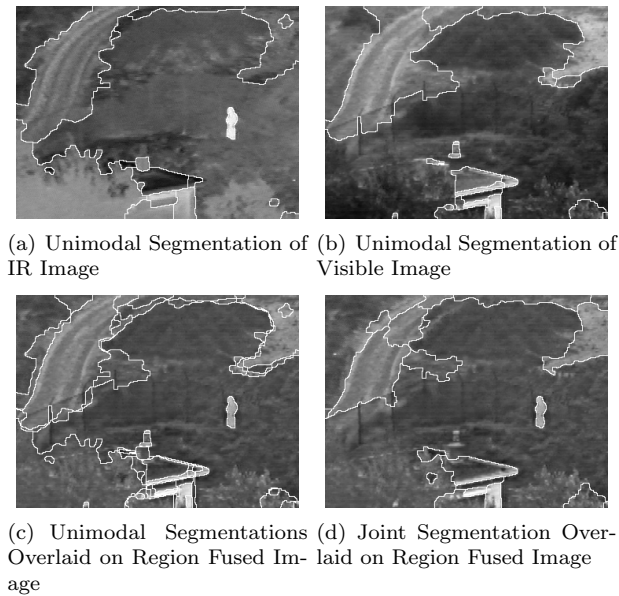 (a) Unimodal Segmentation of
IR Image
(b) Unimodal Segmentation of
Visible Image
(c) Unimodal Segmentations
Overlaid on Region Fused Im-
age
(d) Joint Segmentation Over-
laid on Region Fused Image